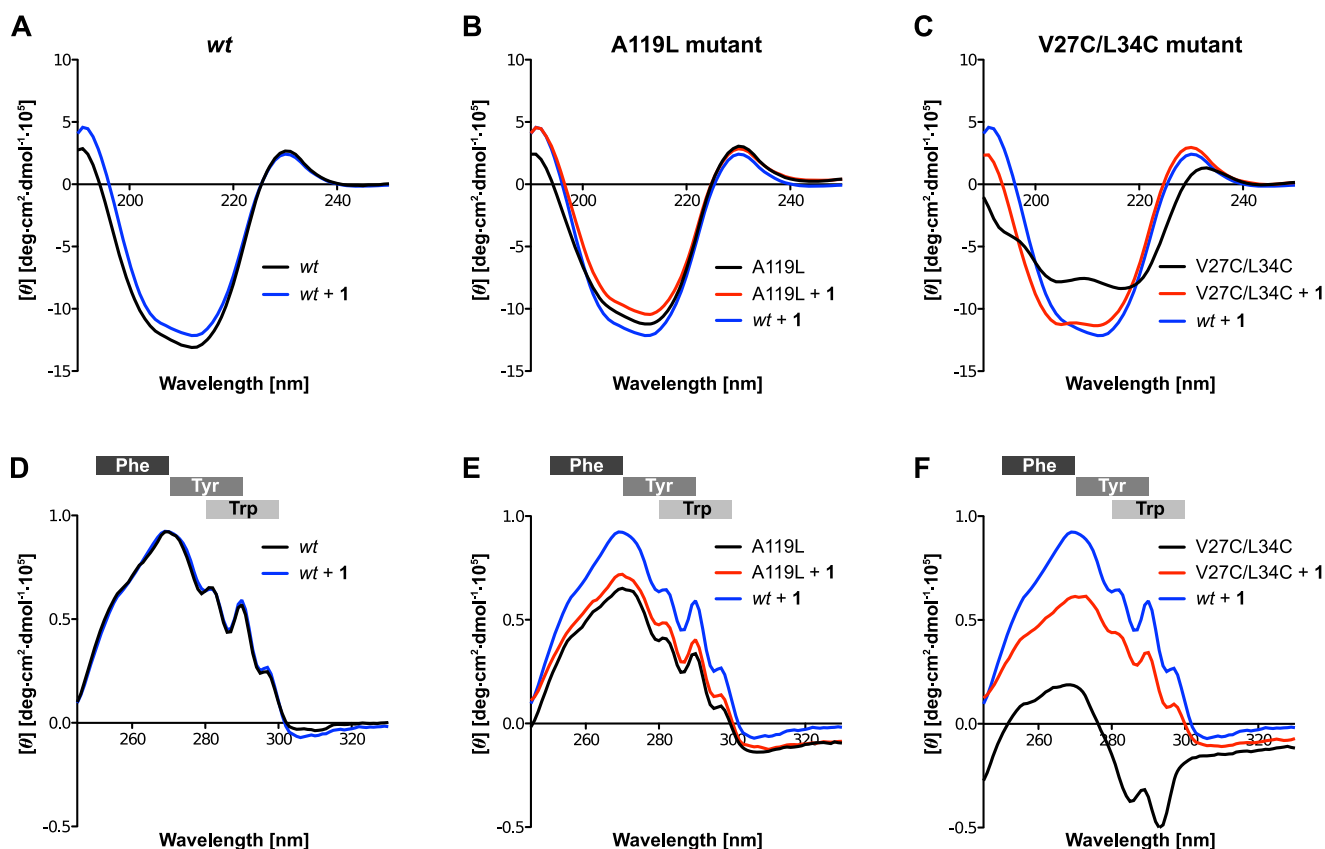 A
wt
10
5
0
-5
-10
-15
200
220
240
[θ] [deg·cm²·dmol⁻¹·10⁵]
Wavelength [nm]
wt
wt + 1
B
A119L mutant
10
5
0
-5
-10
-15
200
220
240
[θ] [deg·cm²·dmol⁻¹·10⁵]
Wavelength [nm]
A119L
A119L + 1
wt + 1
C
V27C/L34C mutant
10
5
0
-5
-10
-15
200
220
240
[θ] [deg·cm²·dmol⁻¹·10⁵]
Wavelength [nm]
V27C/L34C
V27C/L34C + 1
wt + 1
D
Phe
Tyr
Trp
1.0
0.5
0.0
-0.5
260
280
300
320
[θ] [deg·cm²·dmol⁻¹·10⁵]
Wavelength [nm]
wt
wt + 1
E
Phe
Tyr
Trp
1.0
0.5
0.0
-0.5
260
280
300
320
[θ] [deg·cm²·dmol⁻¹·10⁵]
Wavelength [nm]
A119L
A119L + 1
wt + 1
F
Phe
Tyr
Trp
1.0
0.5
0.0
-0.5
260
280
300
320
[θ] [deg·cm²·dmol⁻¹·10⁵]
Wavelength [nm]
V27C/L34C
V27C/L34C + 1
wt + 1